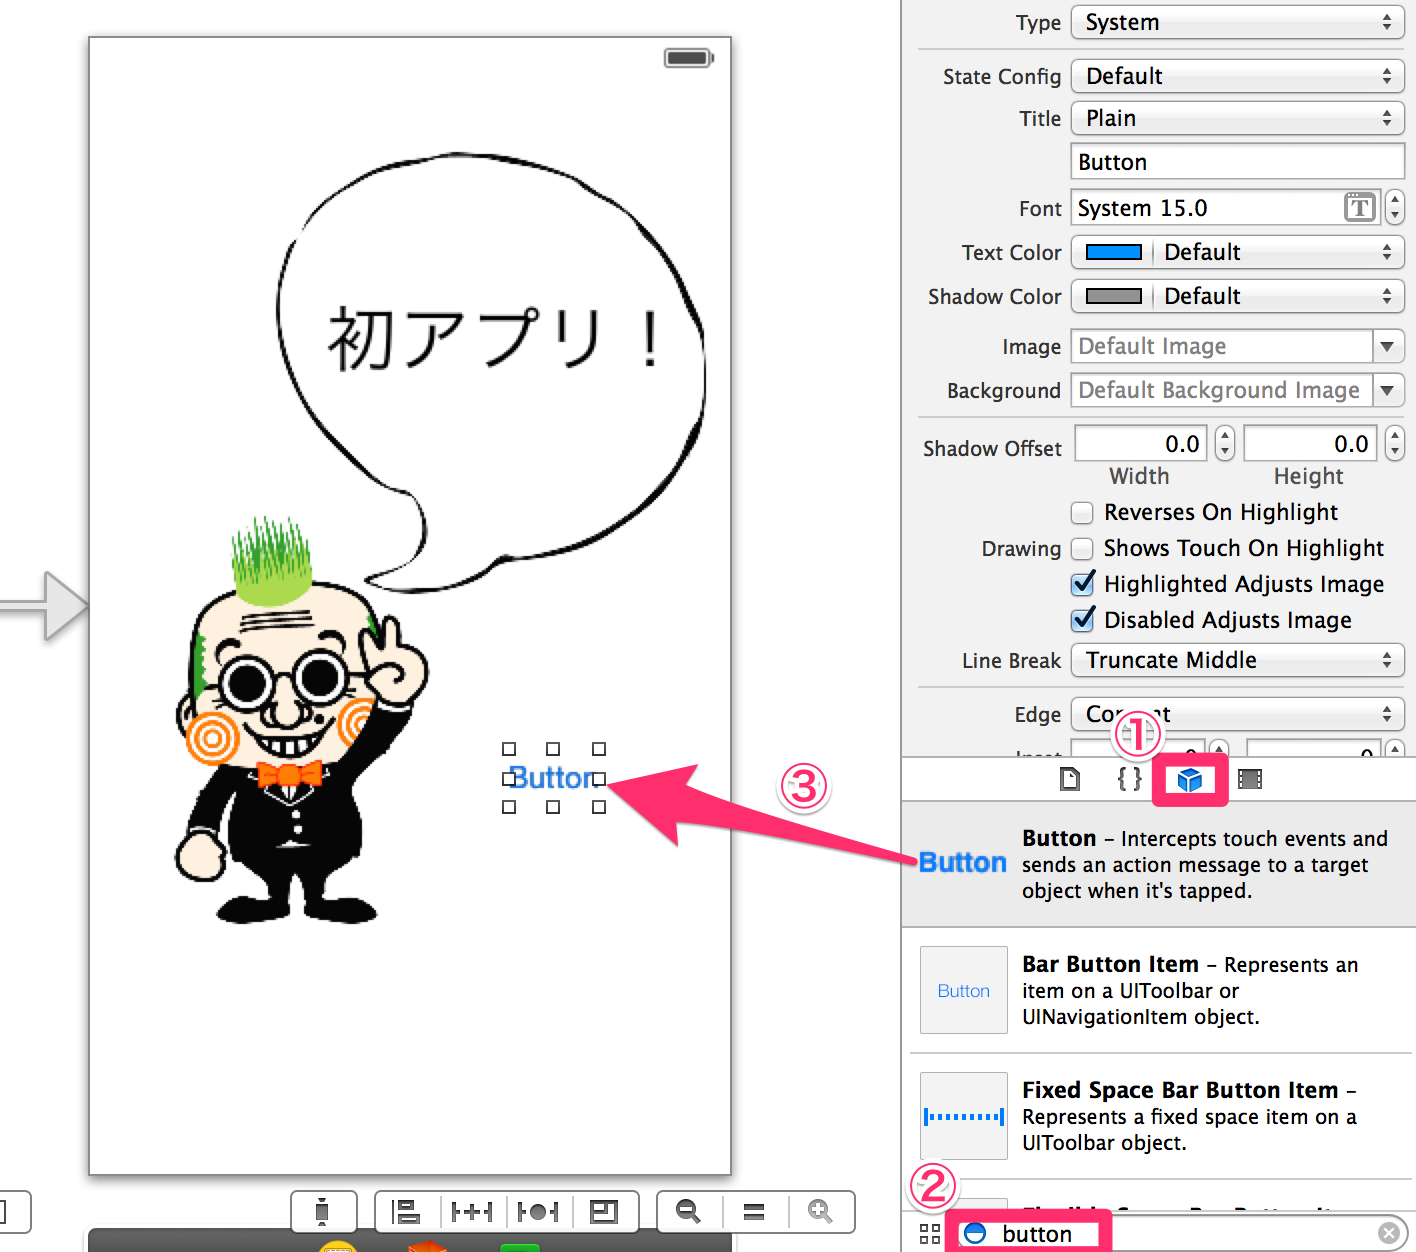 初アプリ！
Button
③
Type System
State Config Default
Title Plain
Button
Font System 15.0 T
Text Color Default
Shadow Color Default
Image Default Image
Background Default Background Image
Shadow Offset 0.0 0.0
Width Height
Reverses On Highlight
Drawing Shows Touch On Highlight
Highlighted Adjusts Image
Disabled Adjusts Image
Line Break Truncate Middle
Edge
①
{ }
Button
Button – Intercepts touch events and
sends an action message to a target
object when it's tapped.
Button
Bar Button Item – Represents an
item on a UIToolbar or
UINavigationItem object.
Fixed Space Bar Button Item –
Represents a fixed space item on a
UIToolbar object.
②
button